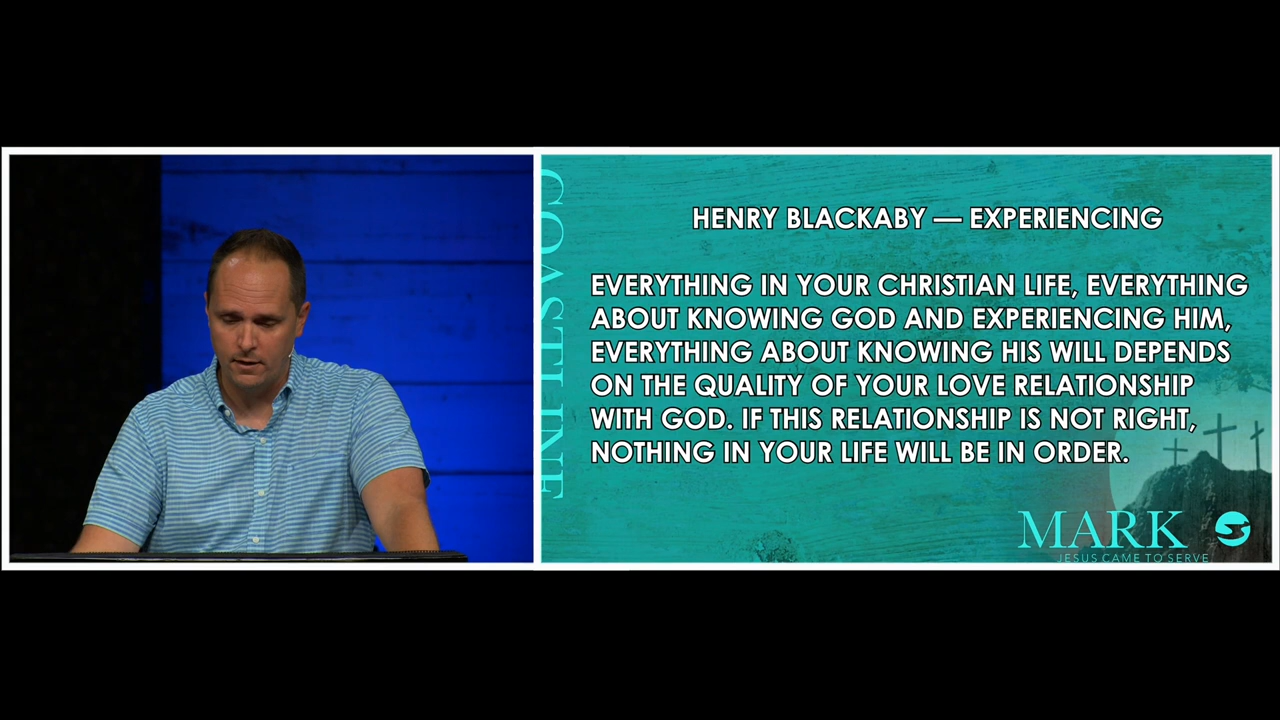 COASTLINE
HENRY BLACKABY — EXPERIENCING
EVERYTHING IN YOUR CHRISTIAN LIFE, EVERYTHING
ABOUT KNOWING GOD AND EXPERIENCING HIM,
EVERYTHING ABOUT KNOWING HIS WILL DEPENDS
ON THE QUALITY OF YOUR LOVE RELATIONSHIP
WITH GOD. IF THIS RELATIONSHIP IS NOT RIGHT,
NOTHING IN YOUR LIFE WILL BE IN ORDER.
MARK
JESUS CAME TO SERVE